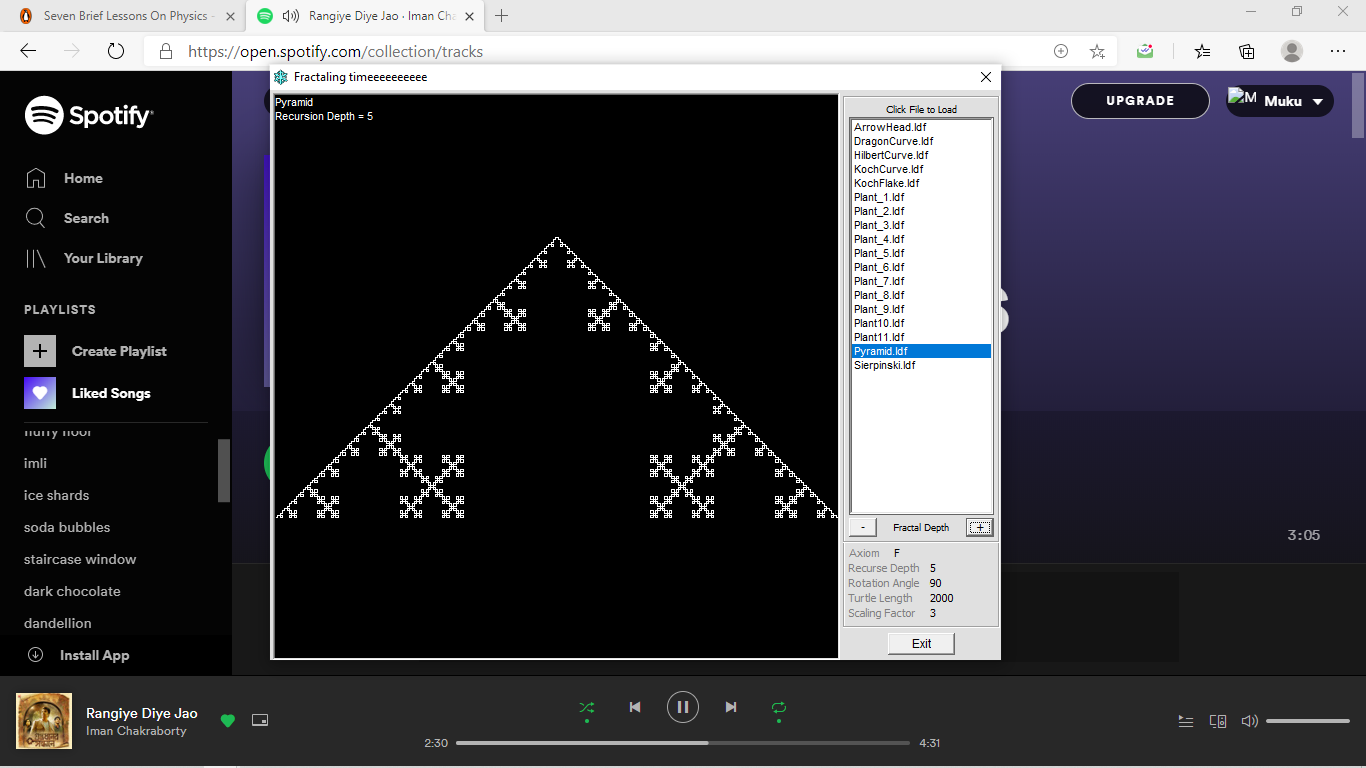 Seven Brief Lessons On Physics -
Rangiye Diye Jao · Iman Cha
https://open.spotify.com/collection/tracks
Spotify
Home
Search
Your Library
PLAYLISTS
Create Playlist
Liked Songs
fluffy floor
imli
ice shards
soda bubbles
staircase window
dark chocolate
dandellion
Install App
UPGRADE
Muku
3:05
Fractaling timeeeeeeeeee
Pyramid
Recursion Depth = 5
Click File to Load
ArrowHead.ldf
DragonCurve.ldf
HilbertCurve.ldf
KochCurve.ldf
KochFlake.ldf
Plant_1.ldf
Plant_2.ldf
Plant_3.ldf
Plant_4.ldf
Plant_5.ldf
Plant_6.ldf
Plant_7.ldf
Plant_8.ldf
Plant_9.ldf
Plant10.ldf
Plant11.ldf
Pyramid.ldf
Sierpinski.ldf
- Fractal Depth +
Axiom F
Recurse Depth 5
Rotation Angle 90
Turtle Length 2000
Scaling Factor 3
Exit
Rangiye Diye Jao
Iman Chakraborty
2:30
4:31